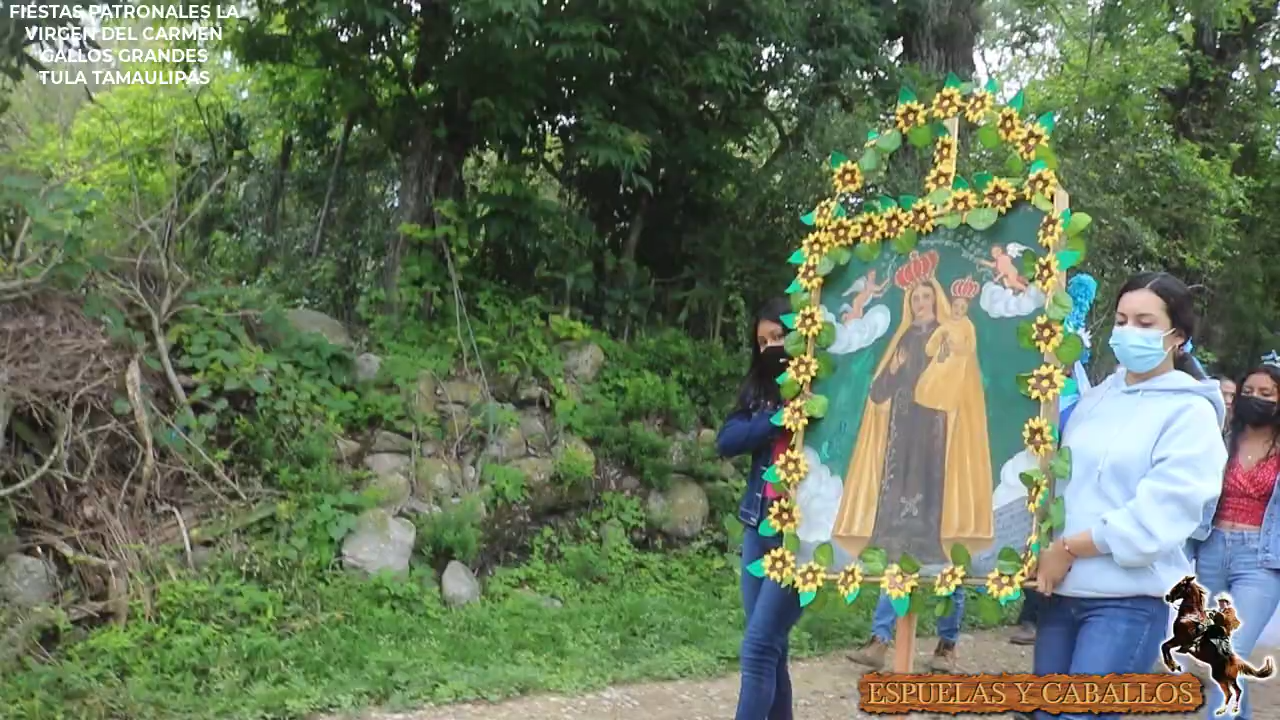 FIESTAS PATRONALES LA
VIRGEN DEL CARMEN
GALLOS GRANDES
TULA TAMAULIPAS
ESPUELAS Y CABALLOS